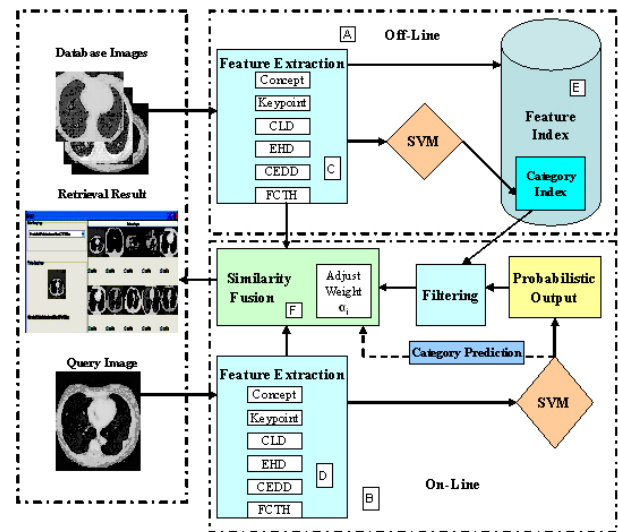 Database Images
Retrieval Result
Query Image
A
Off-Line
Feature Extraction
Concept
Keypoint
CLD
EHD
CEDD
FCTH
C
SVM
E
Feature
Index
Category
Index
Similarity
Fusion
F
Adjust
Weight
αi
Filtering
Probabilistic
Output
Category Prediction
Feature Extraction
Concept
Keypoint
CLD
EHD
CEDD
FCTH
D
SVM
B
On-Line